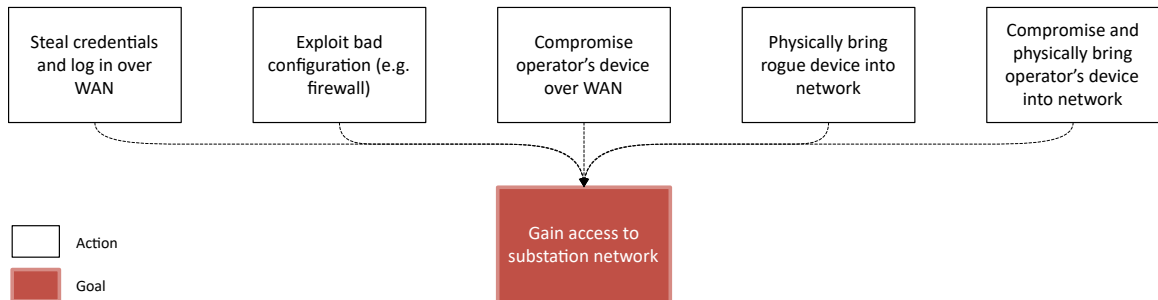 Steal credentials
and log in over
WAN
Exploit bad
configuration (e.g.
firewall)
Compromise
operator's device
over WAN
Physically bring
rogue device into
network
Compromise and
physically bring
operator's device
into network
Gain access to
substation network
Action
Goal